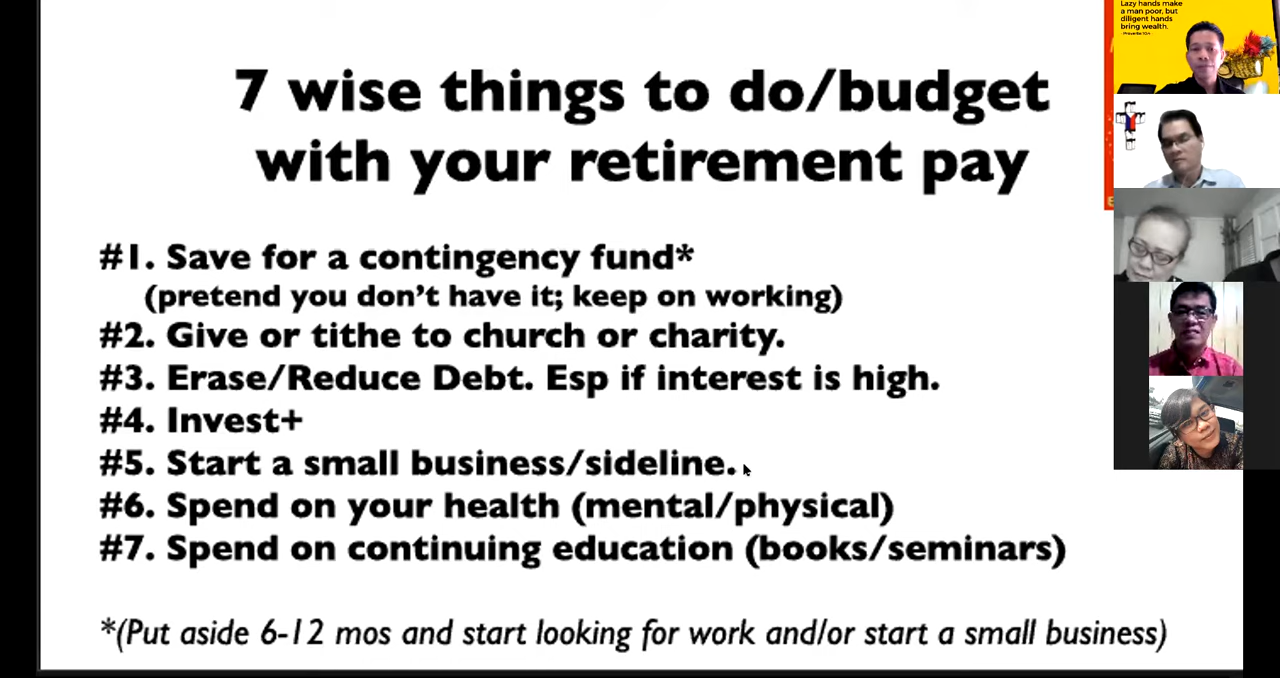 7 wise things to do/budget
with your retirement pay
#1. Save for a contingency fund*
(pretend you don't have it; keep on working)
#2. Give or tithe to church or charity.
#3. Erase/Reduce Debt. Esp if interest is high.
#4. Invest+
#5. Start a small business/sideline.
#6. Spend on your health (mental/physical)
#7. Spend on continuing education (books/seminars)
*(Put aside 6-12 mos and start looking for work and/or start a small business)
Lazy hands make
a man poor, but
diligent hands
bring wealth.